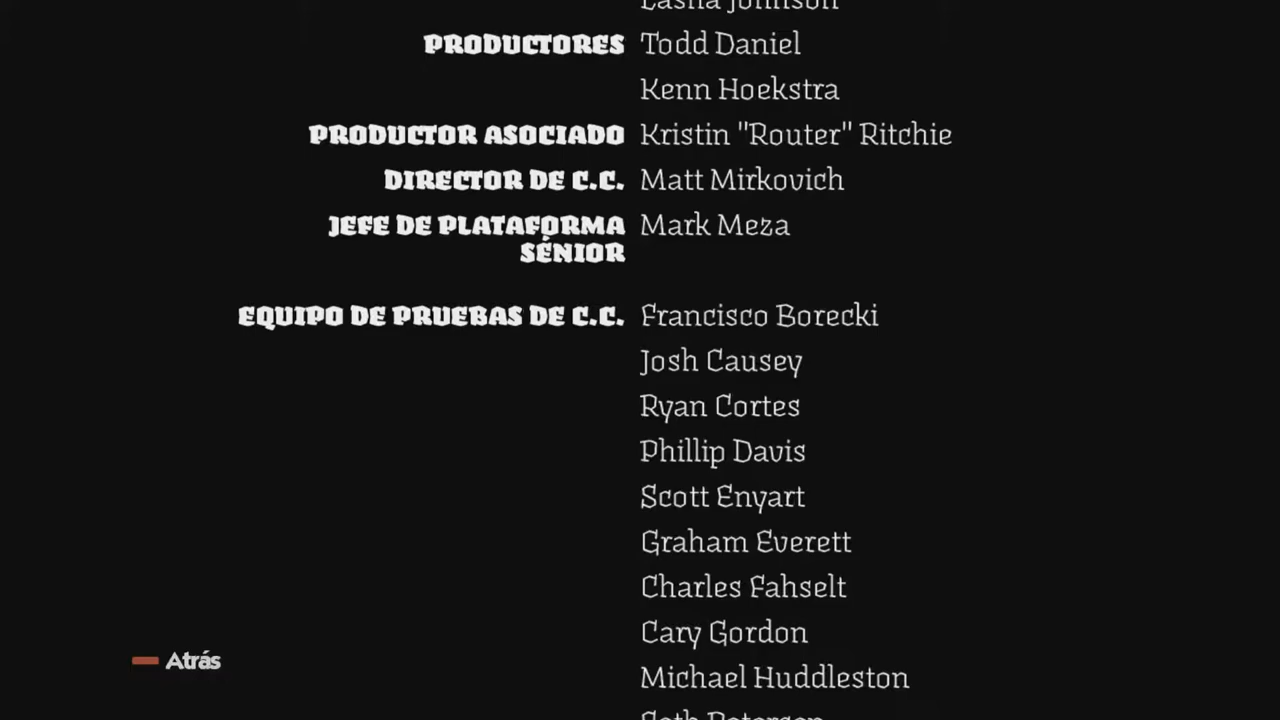 PRODUCTORES Todd Daniel
Kenn Hoekstra
PRODUCTOR ASOCIADO Kristin "Router" Ritchie
DIRECTOR DE C.C. Matt Mirkovich
JEFE DE PLATAFORMA SÉNIOR Mark Meza
EQUIPO DE PRUEBAS DE C.C. Francisco Borecki
Josh Causey
Ryan Cortes
Phillip Davis
Scott Enyart
Graham Everett
Charles Fahselt
Cary Gordon
Michael Huddleston
Atrás